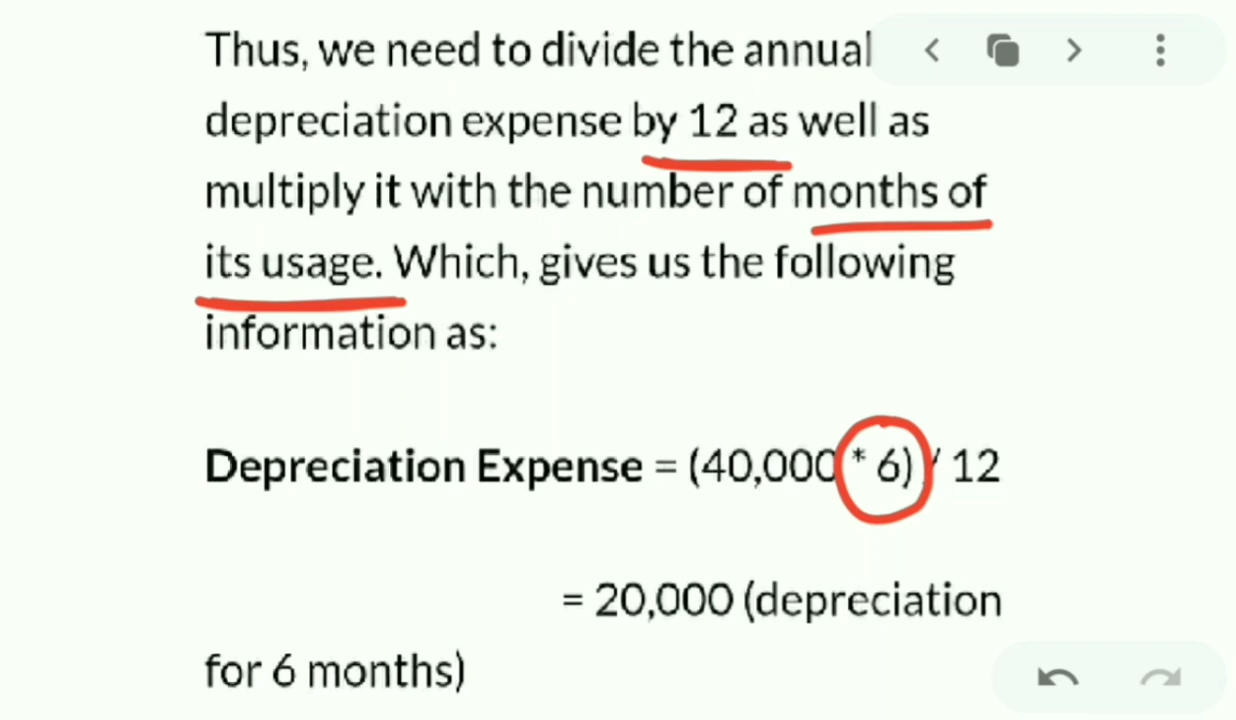 Thus, we need to divide the annual
depreciation expense by 12 as well as
multiply it with the number of months of
its usage. Which, gives us the following
information as:
Depreciation Expense = (40,000 * 6) / 12
= 20,000 (depreciation
for 6 months)